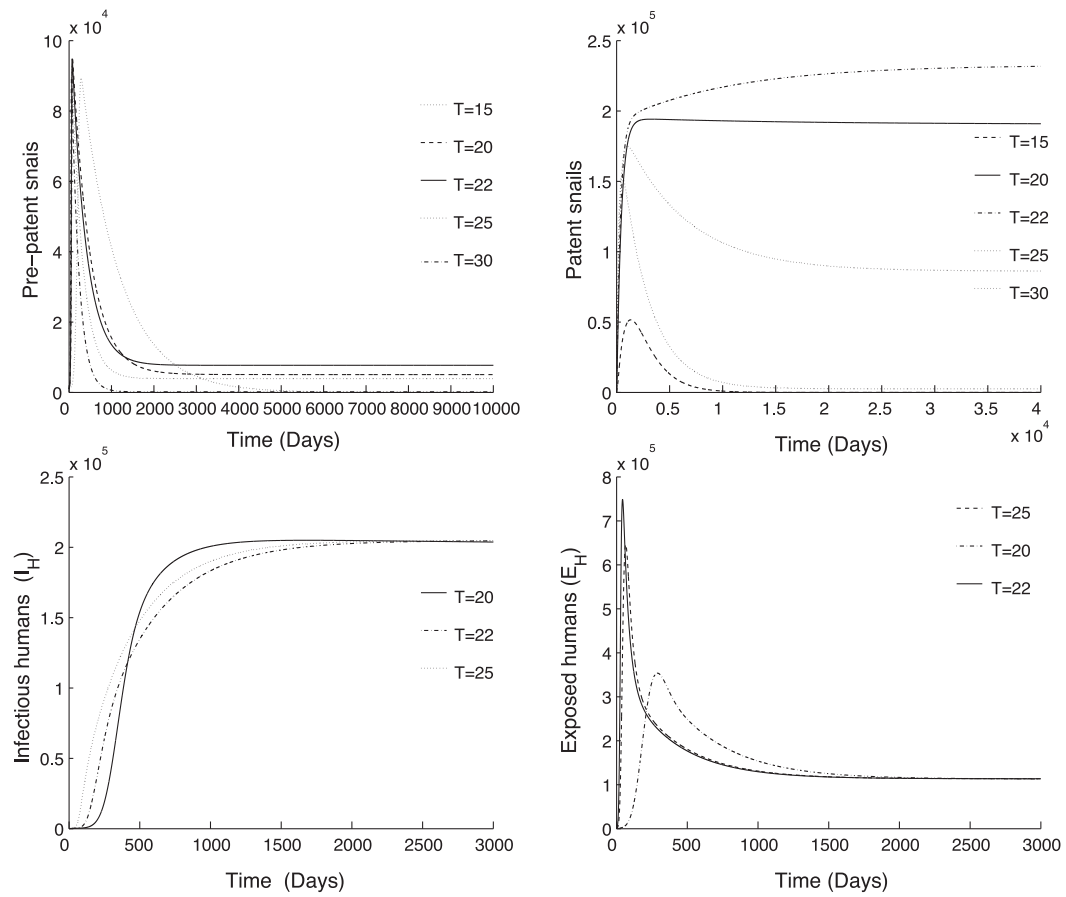 x 10^4
10
8
6
4
2
0
Pre-patent snais
T=15
T=20
T=22
T=25
T=30
0 1000 2000 3000 4000 5000 6000 7000 8000 9000 10000
Time (Days)
x 10^5
2.5
2
1.5
1
0.5
0
Patent snails
T=15
T=20
T=22
T=25
T=30
0 0.5 1 1.5 2 2.5 3 3.5 4
x 10^4
Time (Days)
x 10^5
2.5
2
1.5
1
0.5
0
Infectious humans (I_H)
T=20
T=22
T=25
0 500 1000 1500 2000 2500 3000
Time (Days)
x 10^5
8
7
6
5
4
3
2
1
0
Exposed humans (E_H)
T=25
T=20
T=22
0 500 1000 1500 2000 2500 3000
Time (Days)